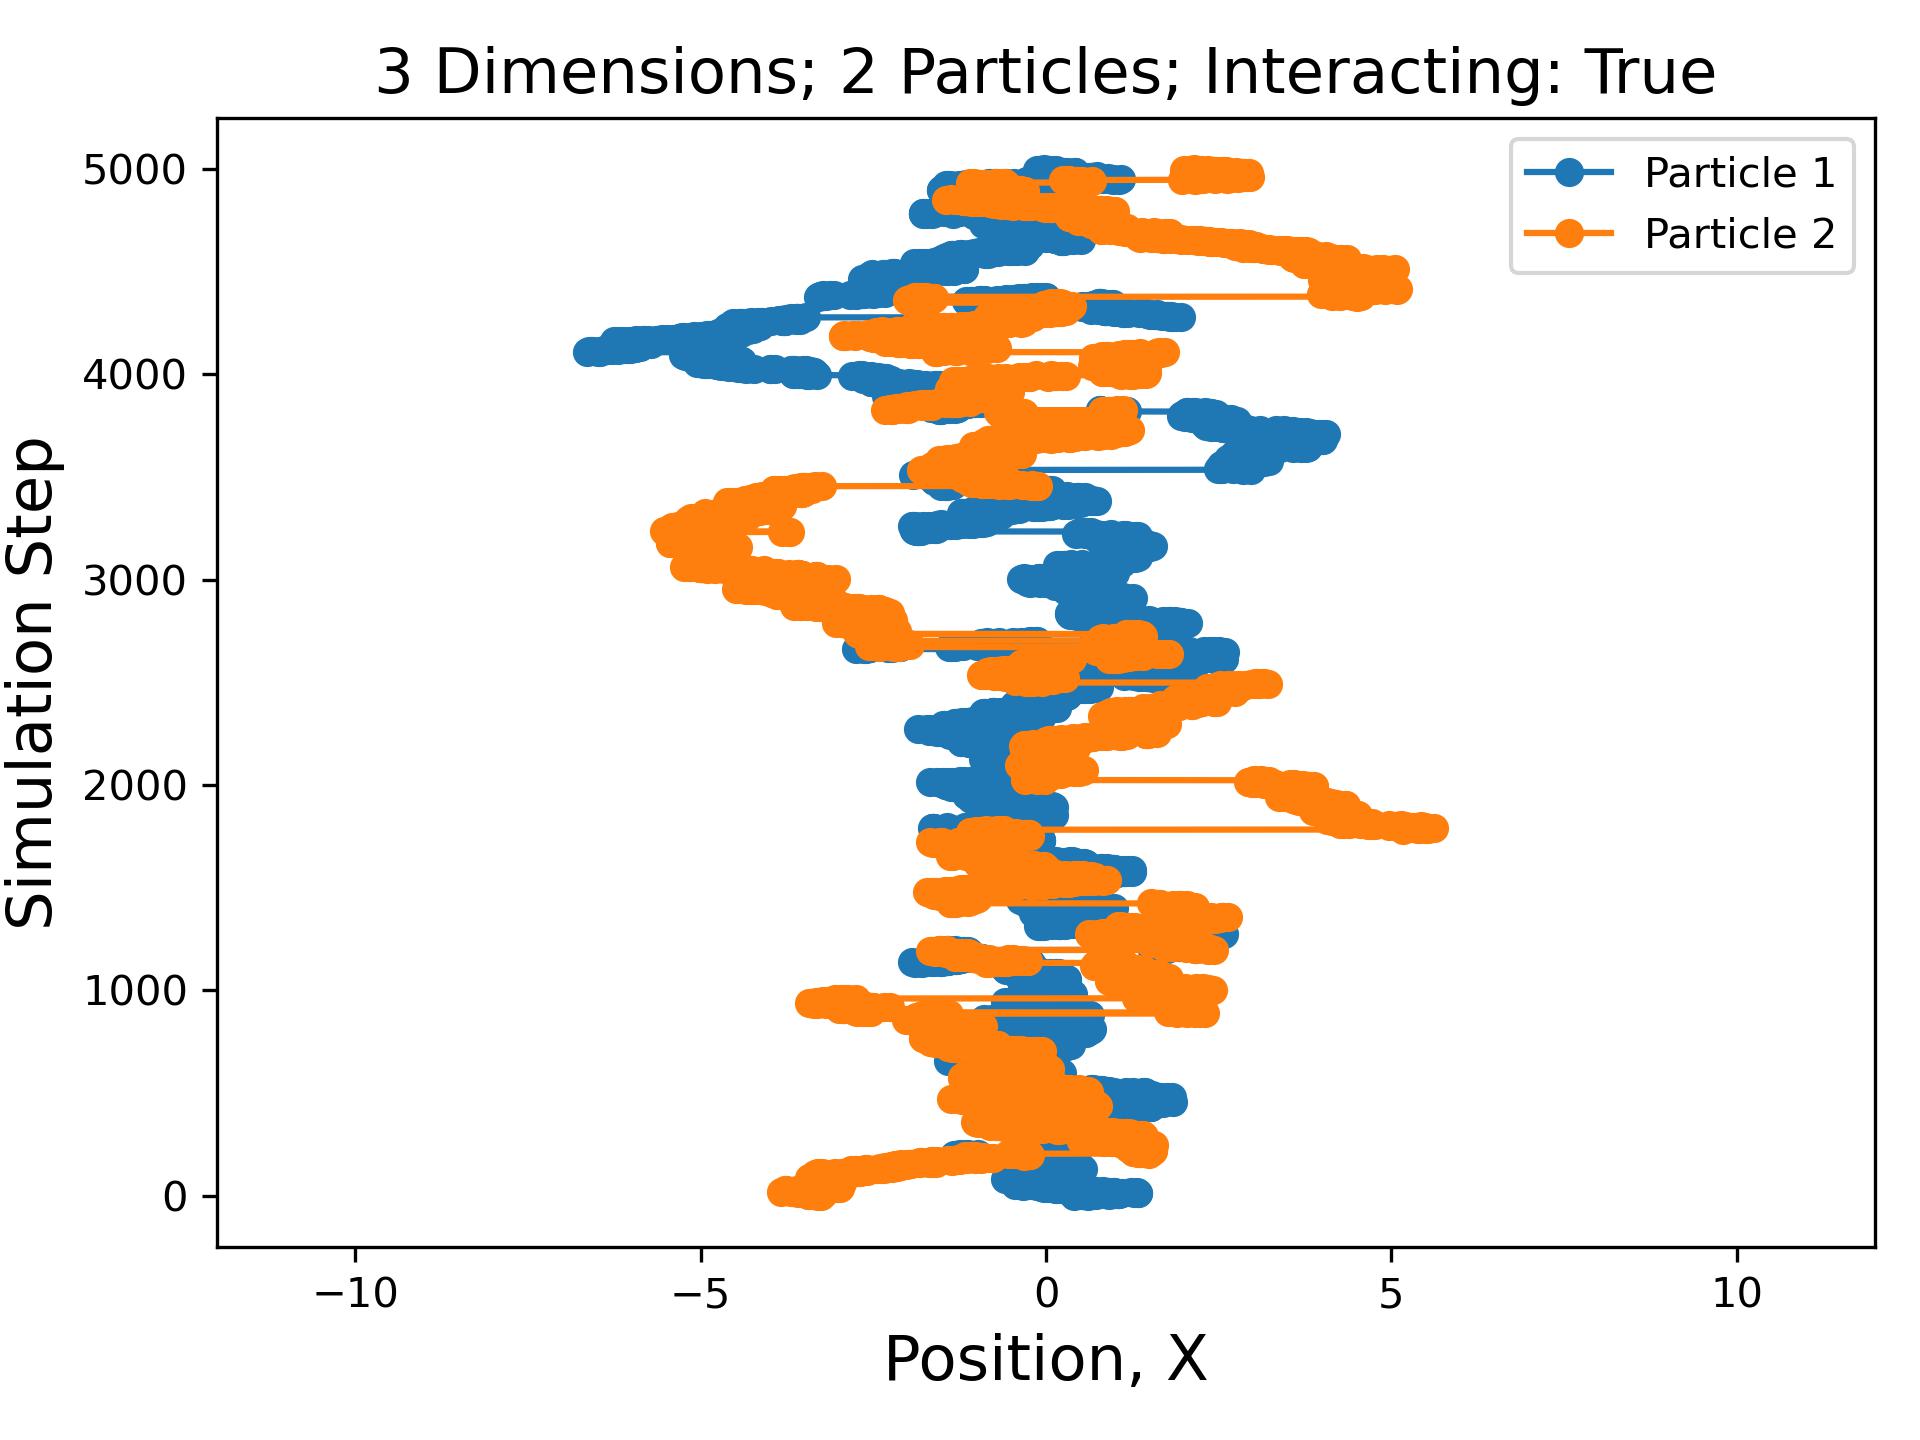 3 Dimensions; 2 Particles; Interacting: True
Particle 1
Particle 2
Simulation Step
5000
4000
3000
2000
1000
0
−10
−5
0
5
10
Position, X